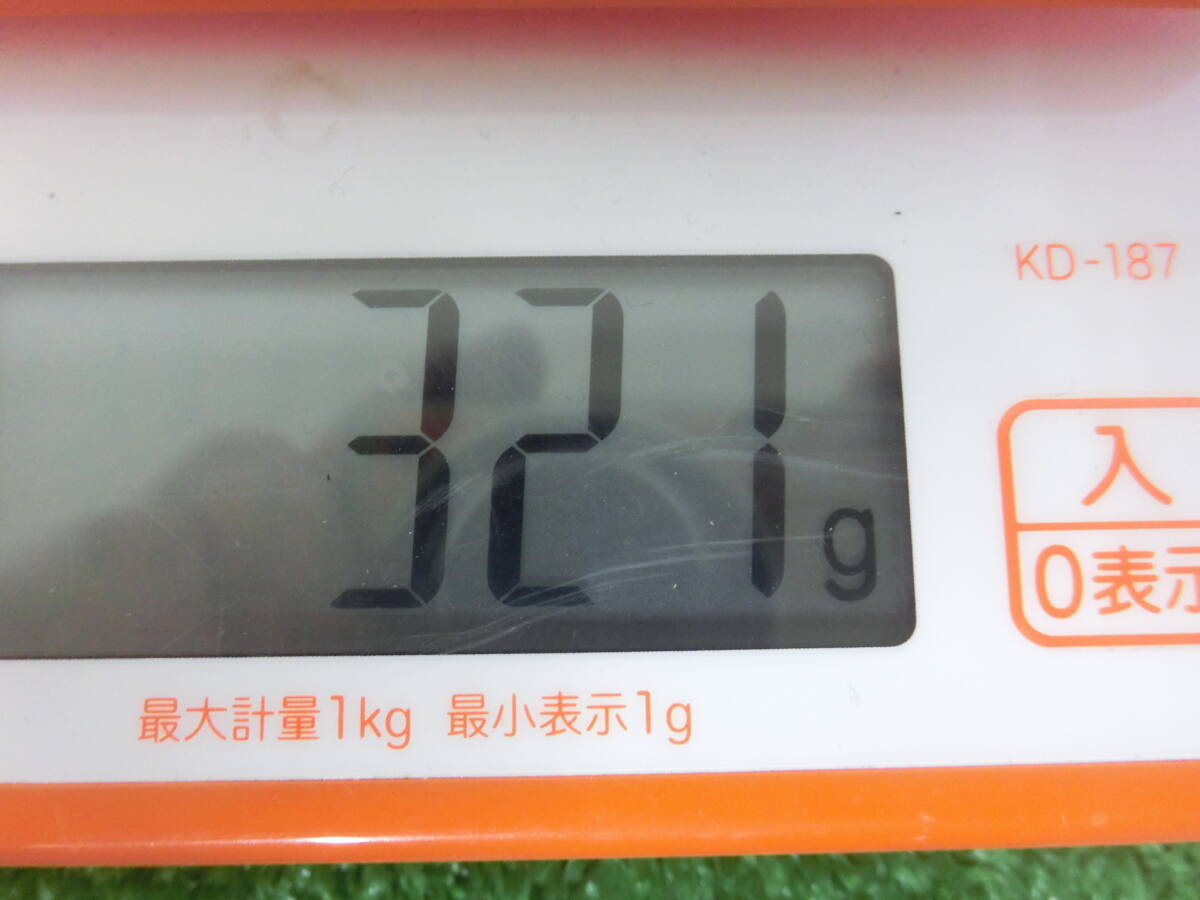 KD-187
321g
入
0表示
最大計量1kg 最小表示1g